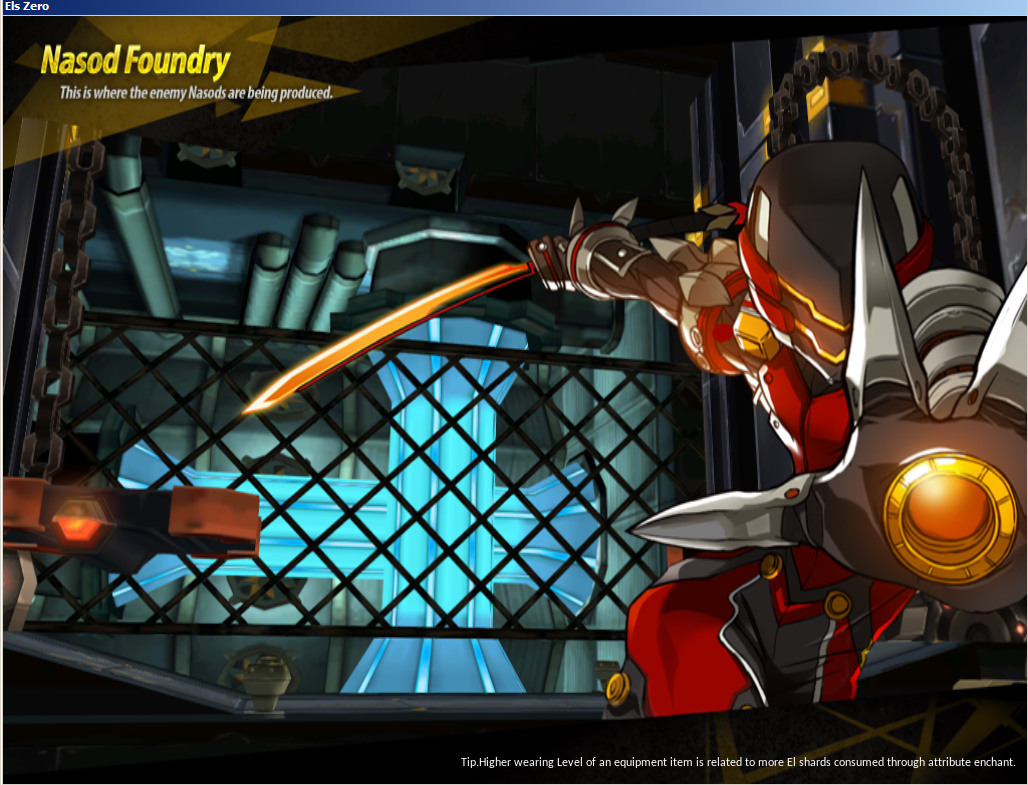 Els Zero
Nasod Foundry
This is where the enemy Nasods are being produced.
Tip.Higher wearing Level of an equipment item is related to more El shards consumed through attribute enchant.